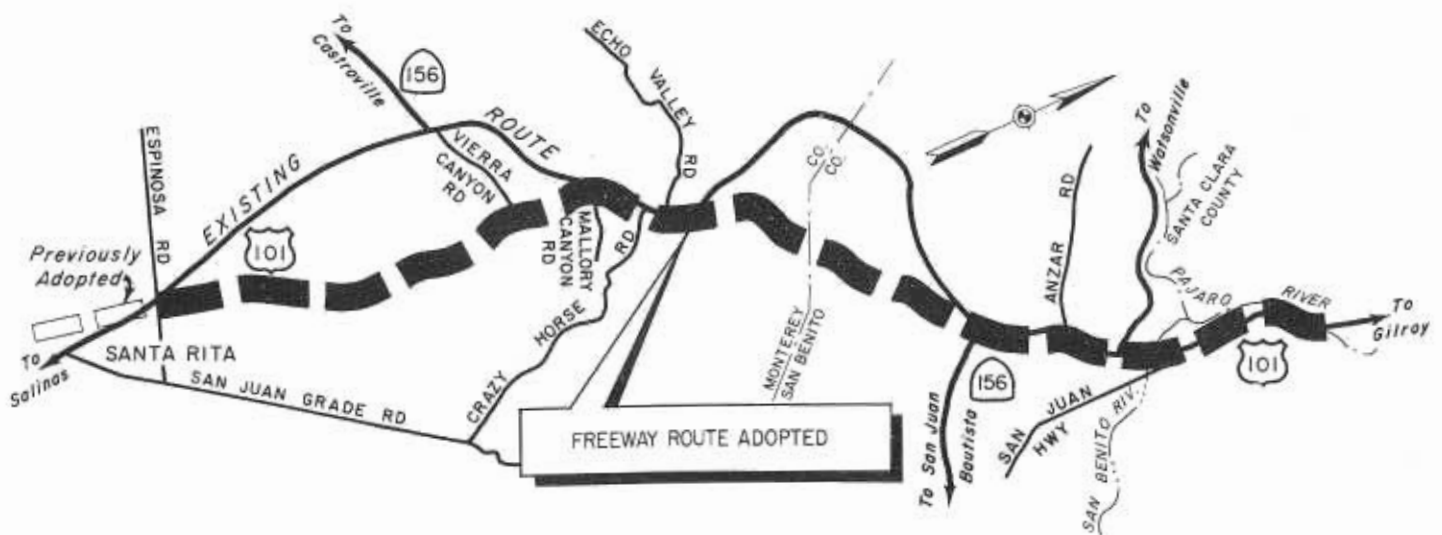 To
Castroville
156
ECHO
VALLEY
RD
ESPINOSA
RD
EXISTING
ROUTE
101
VIERRA
CANYON
RD
MALLORY
CANYON
RD
Previously
Adopted
To
Salinas
SANTA RITA
SAN JUAN GRADE RD
CRAZY
HORSE
RD
FREEWAY ROUTE ADOPTED
CO.
CO.
MONTEREY
SAN BENITO
ANZAR
RD
To
Watsonville
SANTA CLARA
COUNTY
PAJARO
RIVER
To
Gilroy
101
156
To San Juan
Bautista
SAN JUAN
HWY
SAN BENITO RIV.